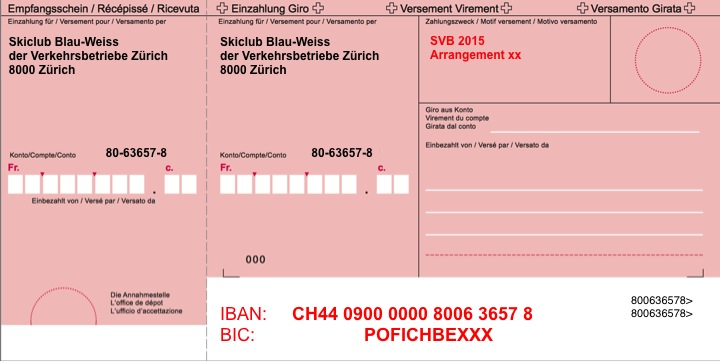 Empfangsschein / Récépissé / Ricevuta
Einzahlung für / Versement pour / Versamento per
Skiclub Blau-Weiss
der Verkehrsbetriebe Zürich
8000 Zürich
Konto/Compte/Conto 80-63657-8
Fr. c.
.
Einbezahlt von / Versé par / Versato da
Die Annahmestelle
L'office de dépôt
L'ufficio d'accettazione
Einzahlung Giro
Versement Virement
Versamento Girata
Einzahlung für / Versement pour / Versamento per
Skiclub Blau-Weiss
der Verkehrsbetriebe Zürich
8000 Zürich
Konto/Compte/Conto 80-63657-8
Fr. c.
.
000
Zahlungszweck / Motif versement / Motivo versamento
SVB 2015
Arrangement xx
Giro aus Konto
Virement du compte
Girata dal conto
Einbezahlt von / Versé par / Versato da
800636578>
800636578>
IBAN: CH44 0900 0000 8006 3657 8
BIC: POFICHBEXXX